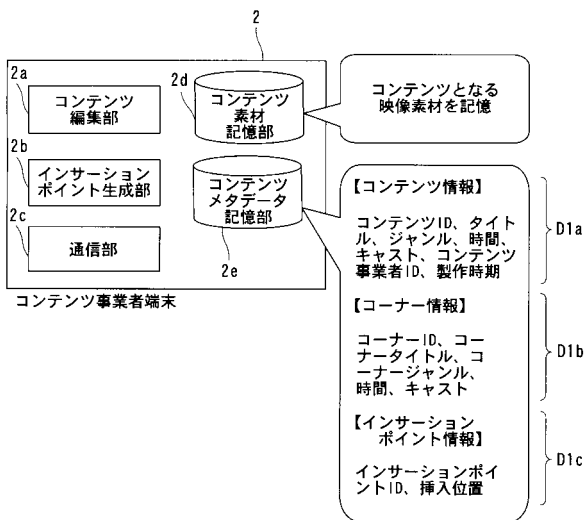 2
2a
コンテンツ
編集部
2b
インサーション
ポイント生成部
2c
通信部
2d
コンテンツ
素材
記憶部
コンテンツ
メタデータ
記憶部
2e
コンテンツ事業者端末
コンテンツとなる
映像素材を記憶
【コンテンツ情報】
コンテンツID、タイト
ル、ジャンル、時間、
キャスト、コンテンツ
事業者ID、製作時期
D1a
【コーナー情報】
コーナーID、コー
ナータイトル、コ
ーナージャンル、
時間、キャスト
D1b
【インサーション
ポイント情報】
インサーションポイ
ントID、挿入位置
D1c